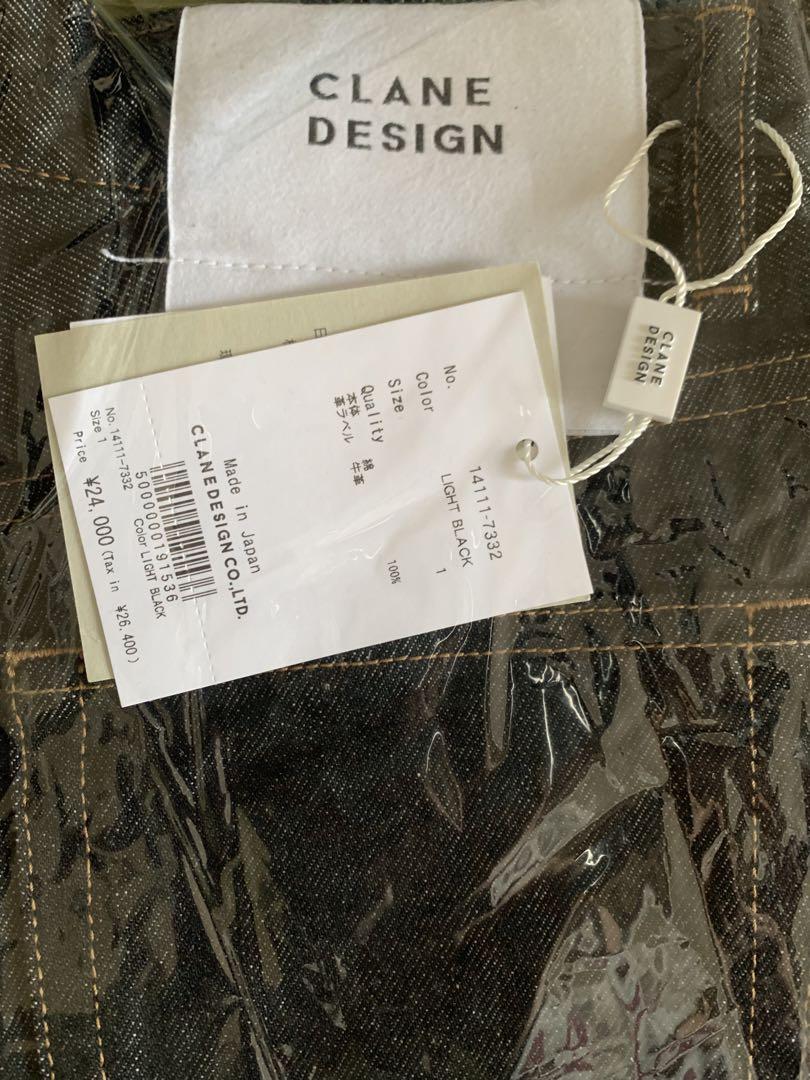 CLANE
DESIGN
CLANE
DESIGN
No. 14111-7332
Color LIGHT BLACK
Size 1
Quality
本体 綿 100%
革ラベル 牛革
Made in Japan
CLANE DESIGN CO.,LTD.
5000000191536
No. 14111-7332 Color LIGHT BLACK
Size 1
Price ¥24,000 (Tax in ¥26,400)